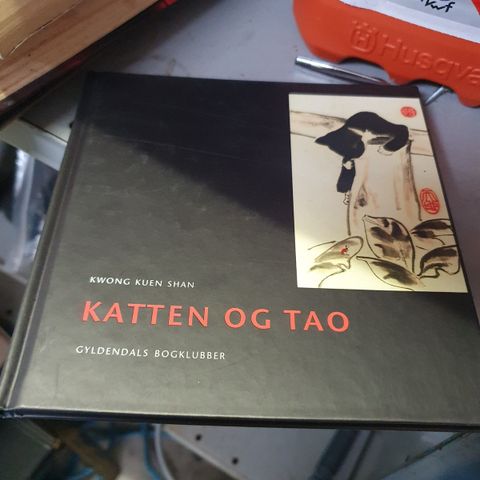 Husqva
KWONG KUEN SHAN
KATTEN OG TAO
GYLDENDALS BOGKLUBBER